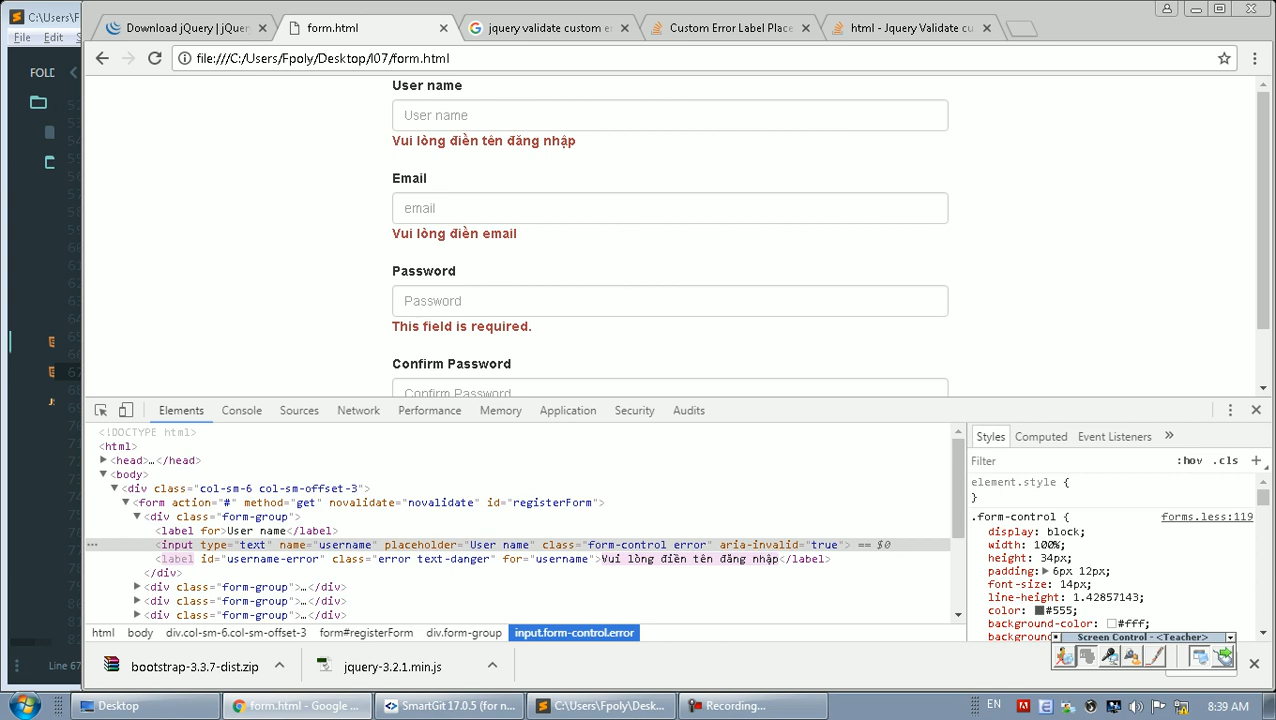 C:\Users\F
File Edit S
FOLD
Download jQuery | jQuer
form.html
jquery validate custom er
Custom Error Label Place
html - Jquery Validate cu
file:///C:/Users/Fpoly/Desktop/l07/form.html
User name
User name
Vui lòng điền tên đăng nhập
Email
email
Vui lòng điền email
Password
Password
This field is required.
Confirm Password
Confirm Password
Elements Console Sources Network Performance Memory Application Security Audits
<!DOCTYPE html>
<html>
<head>…</head>
<body>
<div class="col-sm-6 col-sm-offset-3">
<form action="#" method="get" novalidate="novalidate" id="registerForm">
<div class="form-group">
<label for>User name</label>
<input type="text" name="username" placeholder="User name" class="form-control error" aria-invalid="true"> == $0
<label id="username-error" class="error text-danger" for="username">Vui lòng điền tên đăng nhập</label>
</div>
<div class="form-group">…</div>
<div class="form-group">…</div>
<div class="form-group">…</div>
html body div.col-sm-6.col-sm-offset-3 form#registerForm div.form-group input.form-control.error
Styles Computed Event Listeners »
Filter :hov .cls +
element.style {
}
.form-control { forms.less:119
display: block;
width: 100%;
height: 34px;
padding: 6px 12px;
font-size: 14px;
line-height: 1.42857143;
color: #555;
background-color: #fff;
Screen Control - <Teacher>
Line 67
bootstrap-3.3.7-dist.zip
jquery-3.2.1.min.js
Desktop
form.html - Google ...
SmartGit 17.0.5 (for n...
C:\Users\Fpoly\Desk...
Recording...
EN
8:39 AM